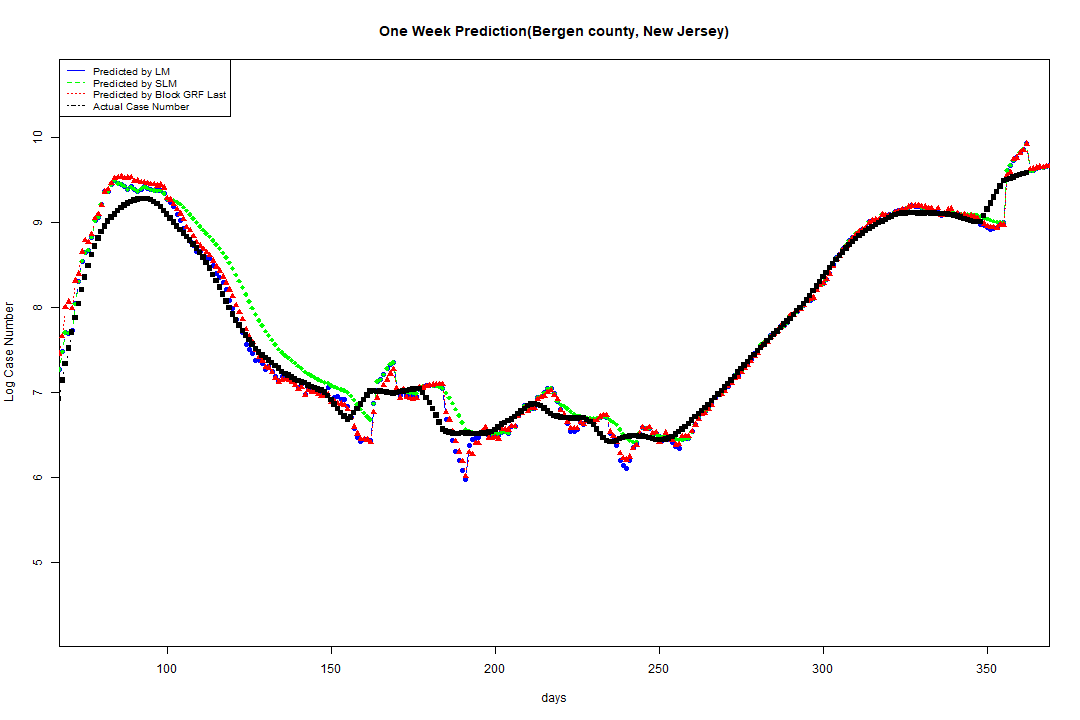 One Week Prediction(Bergen county, New Jersey)
Predicted by LM
Predicted by SLM
Predicted by Block GRF Last
Actual Case Number
10
9
8
7
6
5
Log Case Number
100 150 200 250 300 350
days